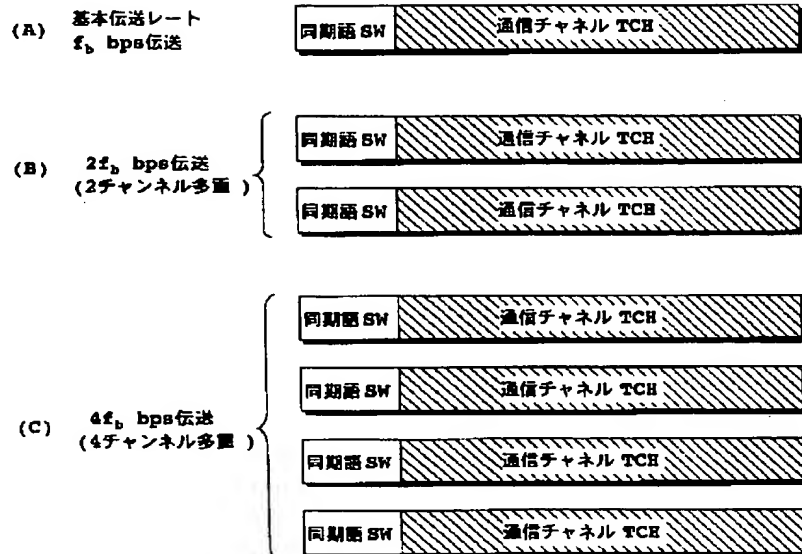 (A) 基本伝送レート
f_b bps伝送
同期語 SW 通信チャネル TCH
(B) 2f_b bps伝送
(2チャンネル多重 )
同期語 SW 通信チャネル TCH
同期語 SW 通信チャネル TCH
(C) 4f_b bps伝送
(4チャンネル多重 )
同期語 SW 通信チャネル TCH
同期語 SW 通信チャネル TCH
同期語 SW 通信チャネル TCH
同期語 SW 通信チャネル TCH